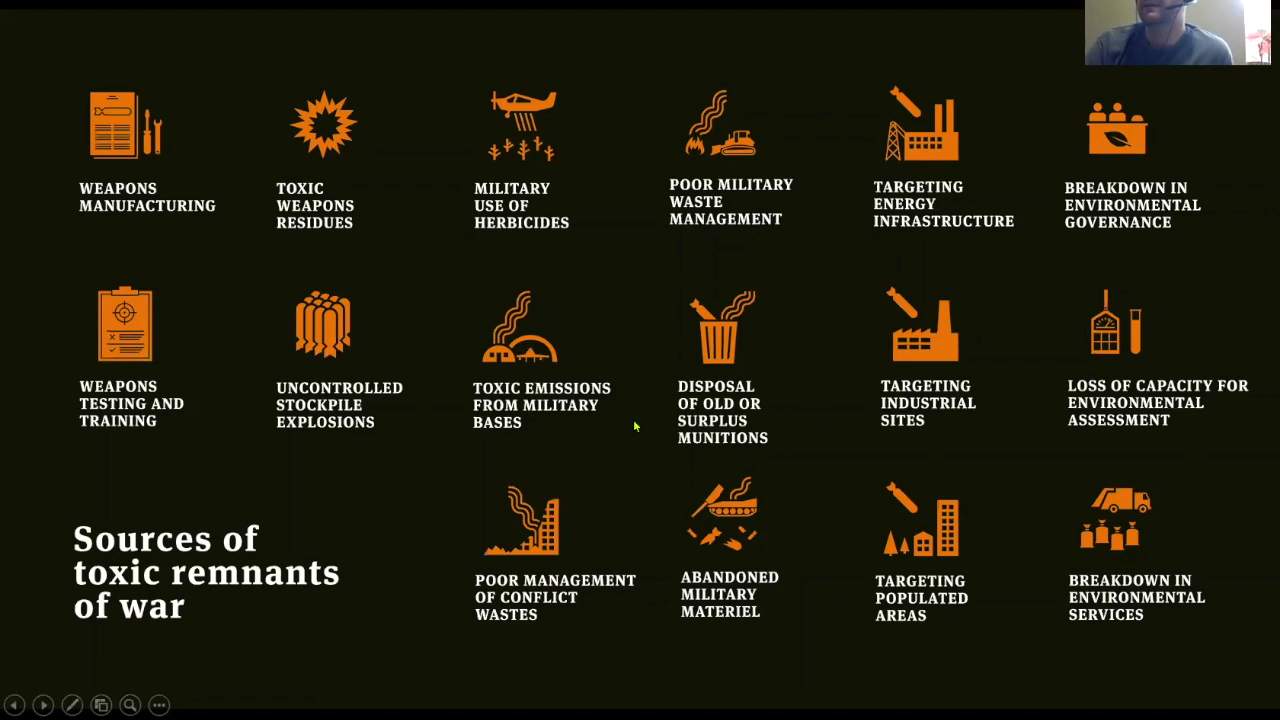 WEAPONS
MANUFACTURING
TOXIC
WEAPONS
RESIDUES
MILITARY
USE OF
HERBICIDES
POOR MILITARY
WASTE
MANAGEMENT
TARGETING
ENERGY
INFRASTRUCTURE
BREAKDOWN IN
ENVIRONMENTAL
GOVERNANCE
WEAPONS
TESTING AND
TRAINING
UNCONTROLLED
STOCKPILE
EXPLOSIONS
TOXIC EMISSIONS
FROM MILITARY
BASES
DISPOSAL
OF OLD OR
SURPLUS
MUNITIONS
TARGETING
INDUSTRIAL
SITES
LOSS OF CAPACITY FOR
ENVIRONMENTAL
ASSESSMENT
Sources of
toxic remnants
of war
POOR MANAGEMENT
OF CONFLICT
WASTES
ABANDONED
MILITARY
MATERIEL
TARGETING
POPULATED
AREAS
BREAKDOWN IN
ENVIRONMENTAL
SERVICES